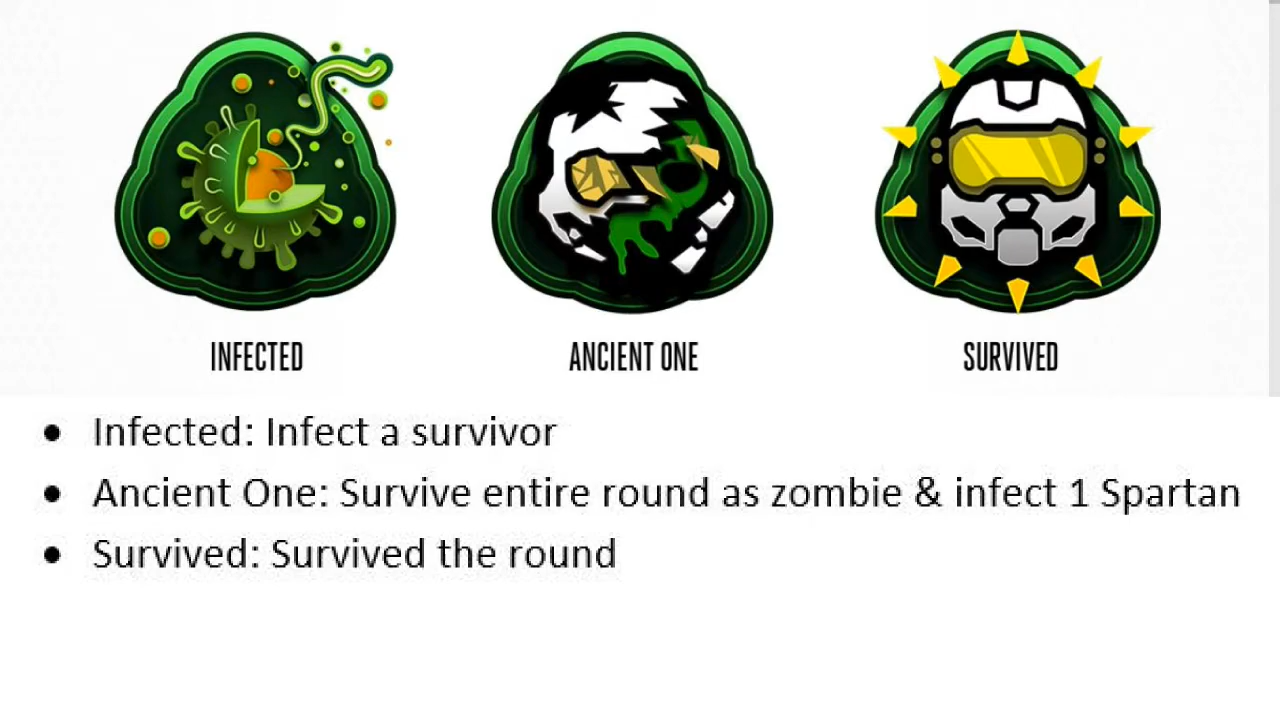 INFECTED
ANCIENT ONE
SURVIVED
• Infected: Infect a survivor
• Ancient One: Survive entire round as zombie & infect 1 Spartan
• Survived: Survived the round